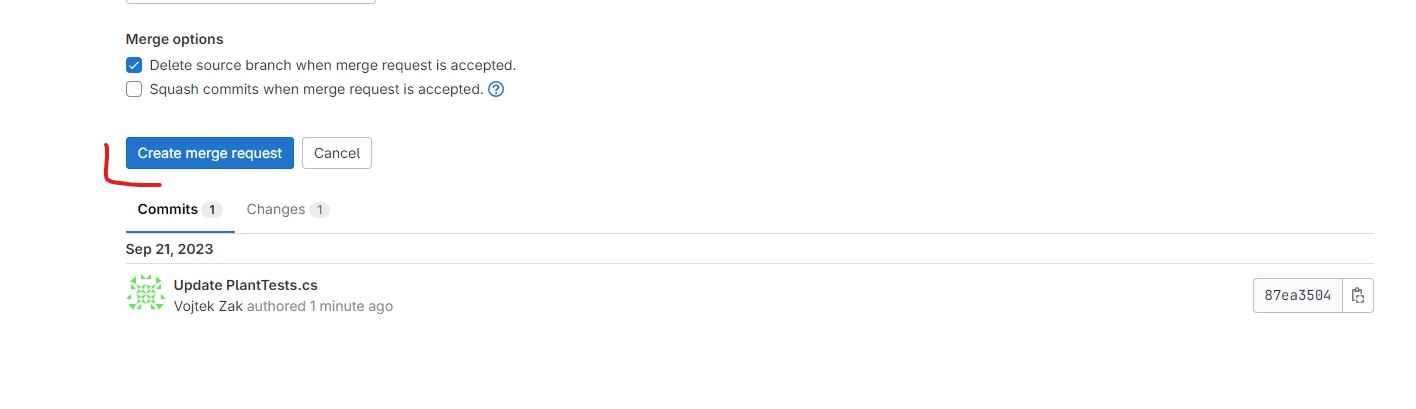 Merge options
Delete source branch when merge request is accepted.
Squash commits when merge request is accepted. ?
Create merge request Cancel
Commits 1 Changes 1
Sep 21, 2023
Update PlantTests.cs
Vojtek Zak authored 1 minute ago
87ea3504